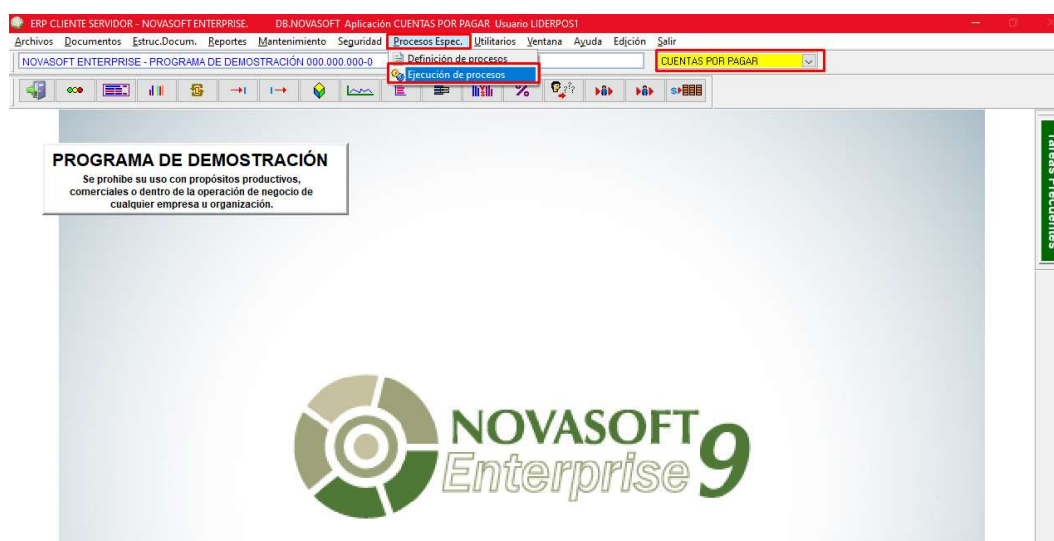 ERP CLIENTE SERVIDOR - NOVASOFT ENTERPRISE. DB.NOVASOFT Aplicación CUENTAS POR PAGAR Usuario LIDERPOS1
Archivos Documentos Estruc.Docum. Reportes Mantenimiento Seguridad Procesos Espec. Utilitarios Ventana Ayuda Edición Salir
NOVASOFT ENTERPRISE - PROGRAMA DE DEMOSTRACIÓN 000.000.000-0
Definición de procesos
CUENTAS POR PAGAR
Ejecución de procesos
Tareas Frecuentes
PROGRAMA DE DEMOSTRACIÓN
Se prohibe su uso con propósitos productivos,
comerciales o dentro de la operación de negocio de
cualquier empresa u organización.
NOVASOFT
Enterprise 9